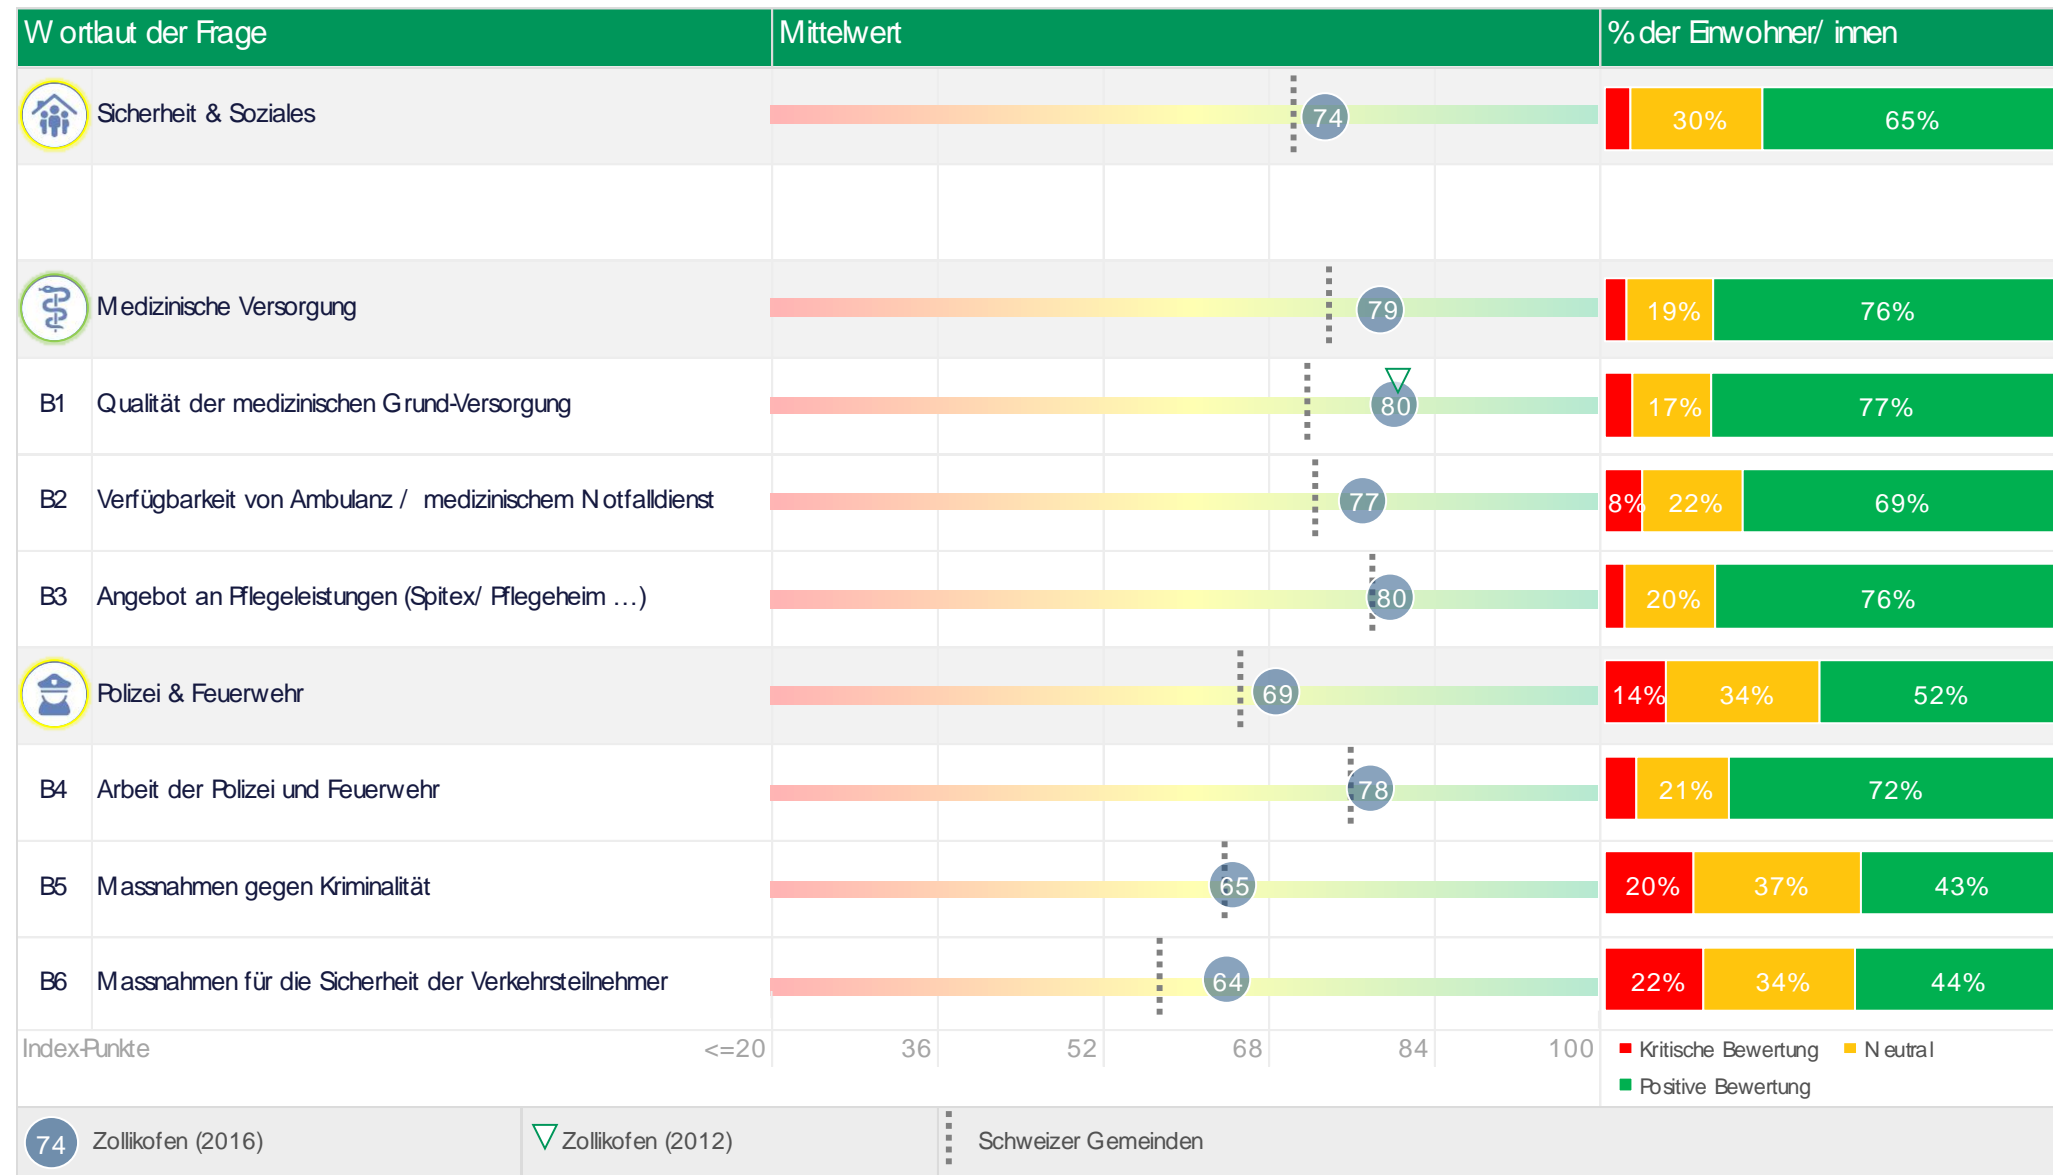 Wortlaut der Frage Mittelwert % der Einwohner/ innen
Sicherheit & Soziales 74 30% 65%
Medizinische Versorgung 79 19% 76%
B1 Qualität der medizinischen Grund-Versorgung 80 17% 77%
B2 Verfügbarkeit von Ambulanz / medizinischem Notfalldienst 77 8% 22% 69%
B3 Angebot an Pflegeleistungen (Spitex/ Pflegeheim …) 80 20% 76%
Polizei & Feuerwehr 69 14% 34% 52%
B4 Arbeit der Polizei und Feuerwehr 78 21% 72%
B5 Massnahmen gegen Kriminalität 65 20% 37% 43%
B6 Massnahmen für die Sicherheit der Verkehrsteilnehmer 64 22% 34% 44%
Index-Punkte <=20 36 52 68 84 100 Kritische Bewertung Neutral
Positive Bewertung
74 Zollikofen (2016) Zollikofen (2012) Schweizer Gemeinden